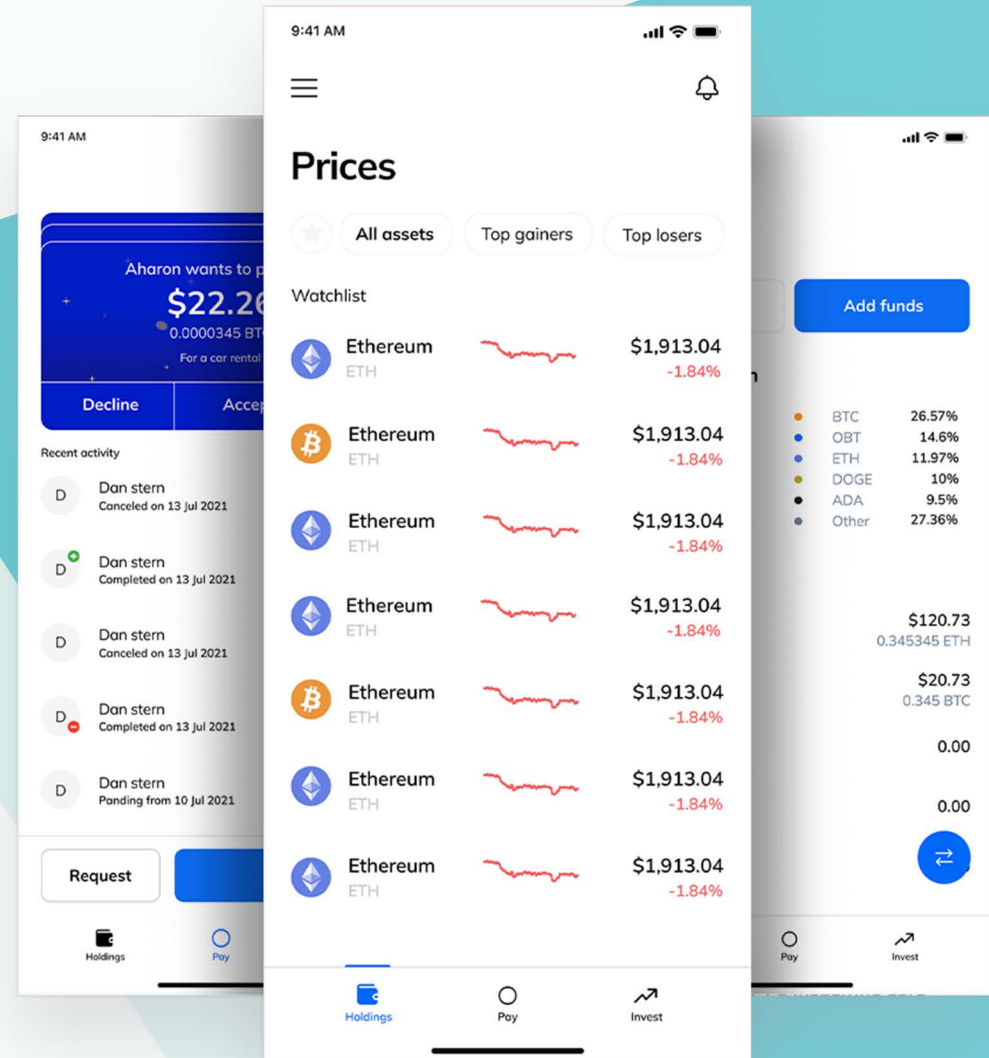 9:41 AM
Prices
All assets
Top gainers
Top losers
Watchlist
Ethereum
$1,913.04
ETH
-1.84%
Ethereum
$1,913.04
ETH
-1.84%
Ethereum
$1,913.04
ETH
-1.84%
Ethereum
$1,913.04
ETH
-1.84%
Ethereum
$1,913.04
ETH
-1.84%
Ethereum
$1,913.04
ETH
-1.84%
Ethereum
$1,913.04
ETH
-1.84%
Holdings
Pay
Invest
9:41 AM
Aharon wants to
$22.26
0.0000345
For a car rental
Decline
Recent activity
D
Dan stern
Canceled on 13 Jul 2021
D
Dan stern
Completed on 13 Jul 2021
D
Dan stern
Canceled on 13 Jul 2021
D
Dan stern
Completed on 13 Jul 2021
D
Dan stern
Panding from 10 Jul 2021
Request
Holdings
Pay
Add funds
BTC 26.57%
OBT 14.6%
ETH 11.97%
DOGE 10%
ADA 9.5%
Other 27.36%
$120.73
0.345345 ETH
$20.73
0.345 BTC
0.00
0.00
Pay
Invest